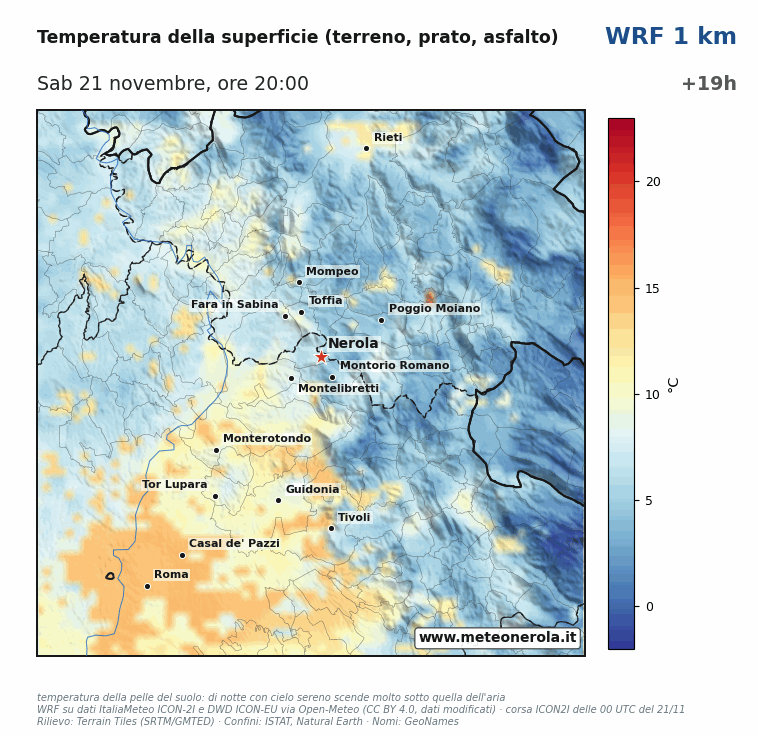 Temperatura della superficie (terreno, prato, asfalto)
WRF 1 km
Sab 21 novembre, ore 20:00
+19h
Rieti
Mompeo
Fara in Sabina
Toffia
Poggio Moiano
Nerola
Montorio Romano
Montelibretti
Monterotondo
Tor Lupara
Guidonia
Tivoli
Casal de' Pazzi
Roma
www.meteonerola.it
20
15
10
5
0
°C
temperatura della pelle del suolo: di notte con cielo sereno scende molto sotto quella dell'aria
WRF su dati ItaliaMeteo ICON-2I e DWD ICON-EU via Open-Meteo (CC BY 4.0, dati modificati) · corsa ICON2I delle 00 UTC del 21/11
Rilievo: Terrain Tiles (SRTM/GMTED) · Confini: ISTAT, Natural Earth · Nomi: GeoNames